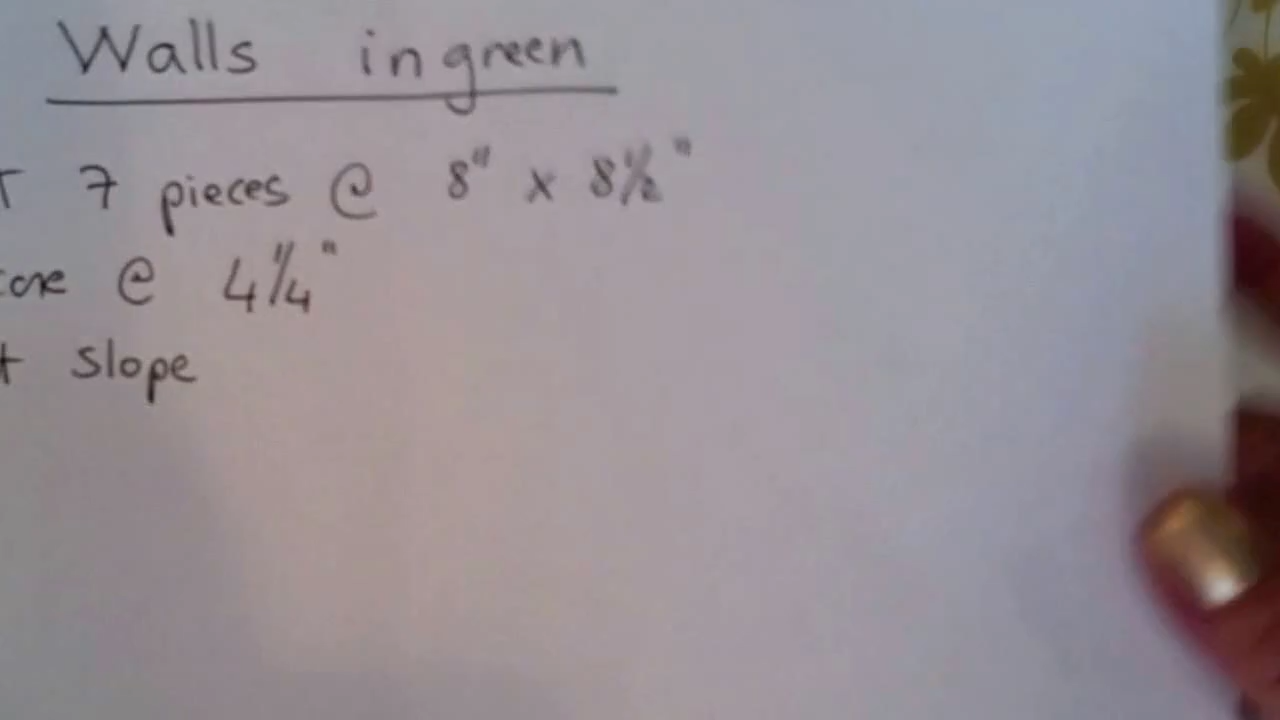 Walls in green
7 pieces @ 8" x 8½"
@ 4¼"
slope